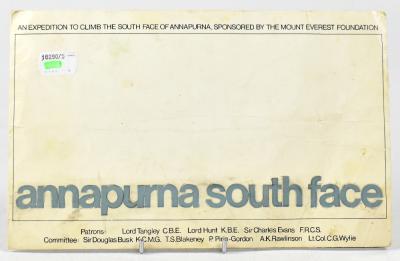 AN EXPEDITION TO CLIMB THE SOUTH FACE OF ANNAPURNA, SPONSORED BY THE MOUNT EVEREST FOUNDATION
annapurna south face
Patrons: Lord Tangley C.B.E. Lord Hunt K.B.E. Sir Charles Evans F.R.C.S.
Committee: Sir Douglas Busk K.C.M.G. T.S. Blakeney P. Pirie-Gordon A.K. Rawlinson Lt. Col. C.G. Wylie